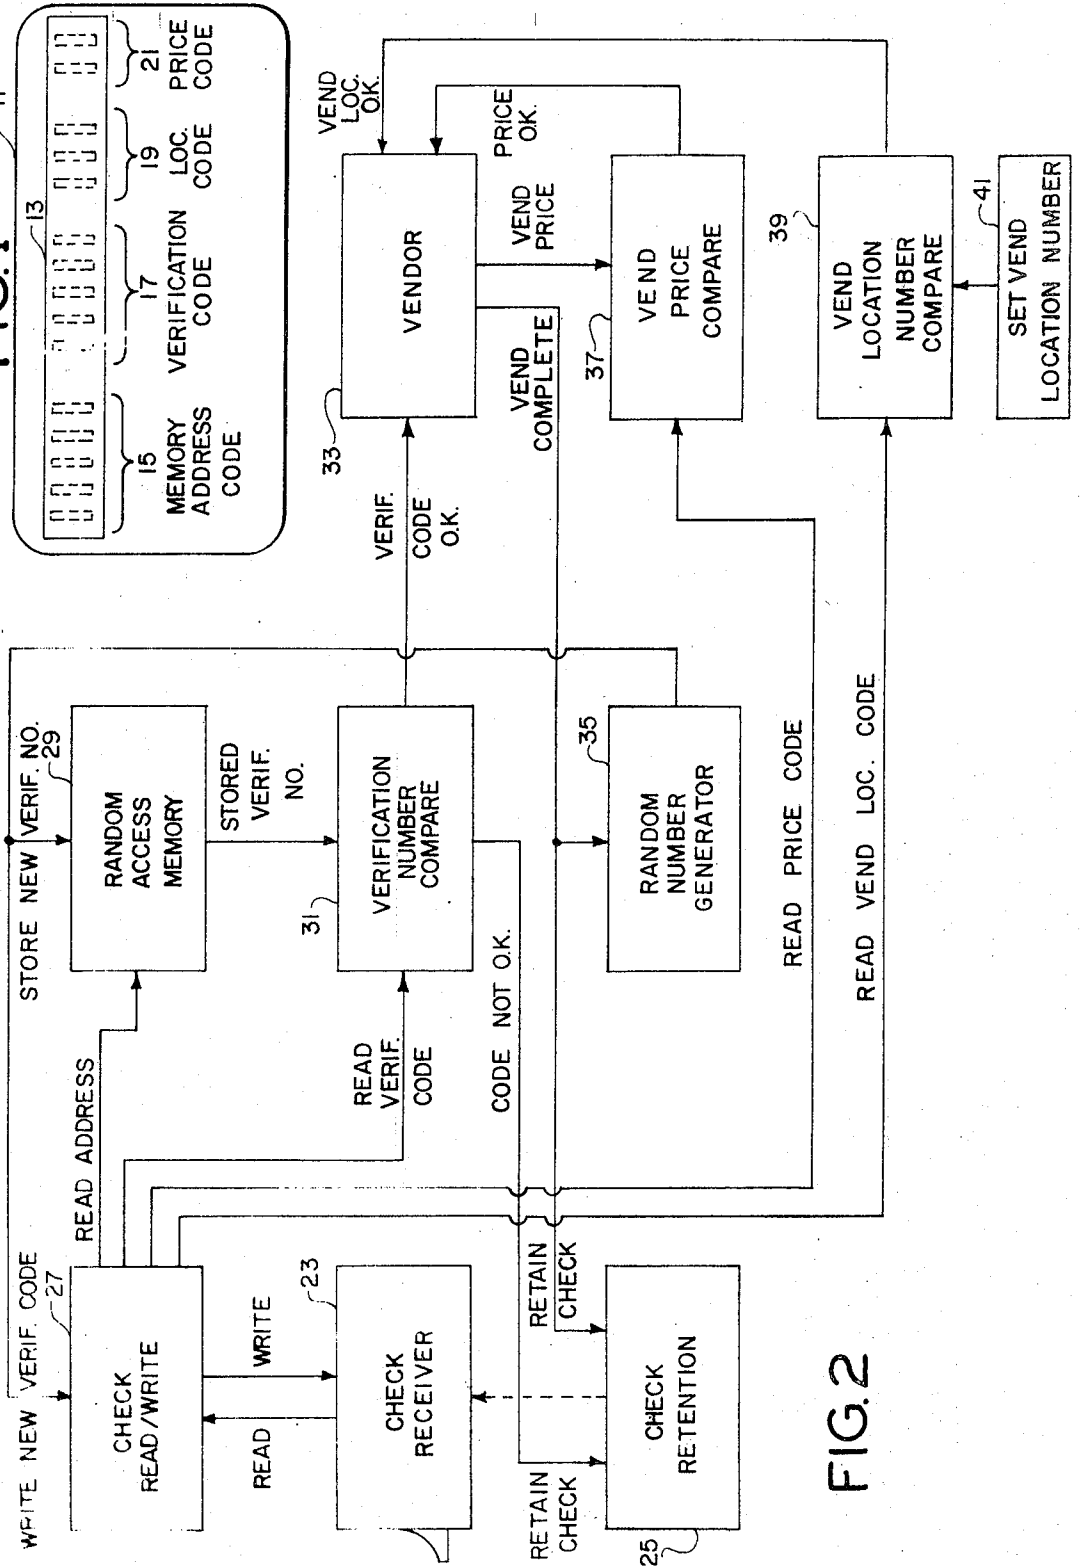 FIG. 1
11
13
15
MEMORY
ADDRESS
CODE
17
VERIFICATION
CODE
19
LOC.
CODE
21
PRICE
CODE
WRITE NEW VERIF. CODE
27
CHECK
READ/WRITE
READ
WRITE
23
CHECK
RECEIVER
RETAIN
CHECK
RETAIN
CHECK
25
CHECK
RETENTION
READ ADDRESS
STORE NEW VERIF. NO.
29
RANDOM
ACCESS
MEMORY
STORED
VERIF.
NO.
READ
VERIF.
CODE
31
VERIFICATION
NUMBER
COMPARE
CODE NOT O.K.
35
RANDOM
NUMBER
GENERATOR
READ PRICE CODE
READ VEND LOC. CODE
VERIF.
CODE
O.K.
33
VENDOR
VEND
LOC.
O.K.
PRICE
O.K.
VEND
PRICE
VEND
COMPLETE
37
VEND
PRICE
COMPARE
39
VEND
LOCATION
NUMBER
COMPARE
41
SET VEND
LOCATION NUMBER
FIG. 2